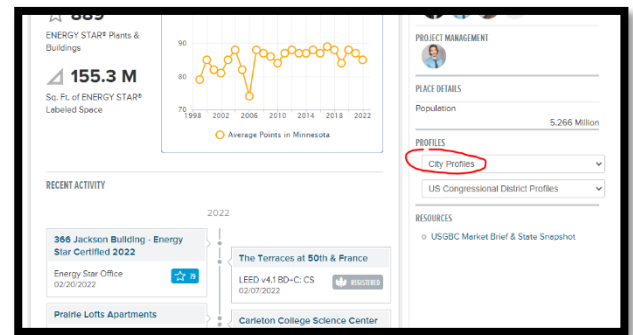 889
ENERGY STAR® Plants &
Buildings
155.3 M
Sq. Ft. of ENERGY STAR®
Labeled Space
90
80
70
1998 2002 2006 2010 2014 2018 2022
Average Points in Minnesota
RECENT ACTIVITY
2022
366 Jackson Building - Energy
Star Certified 2022
Energy Star Office
02/20/2022
The Terraces at 50th & France
LEED v4.1 BD+C: CS
02/07/2022
REGISTERED
Prairie Lofts Apartments
Carleton College Science Center
PROJECT MANAGEMENT
PLACE DETAILS
Population
5.266 Million
PROFILES
City Profiles
US Congressional District Profiles
RESOURCES
USGBC Market Brief & State Snapshot